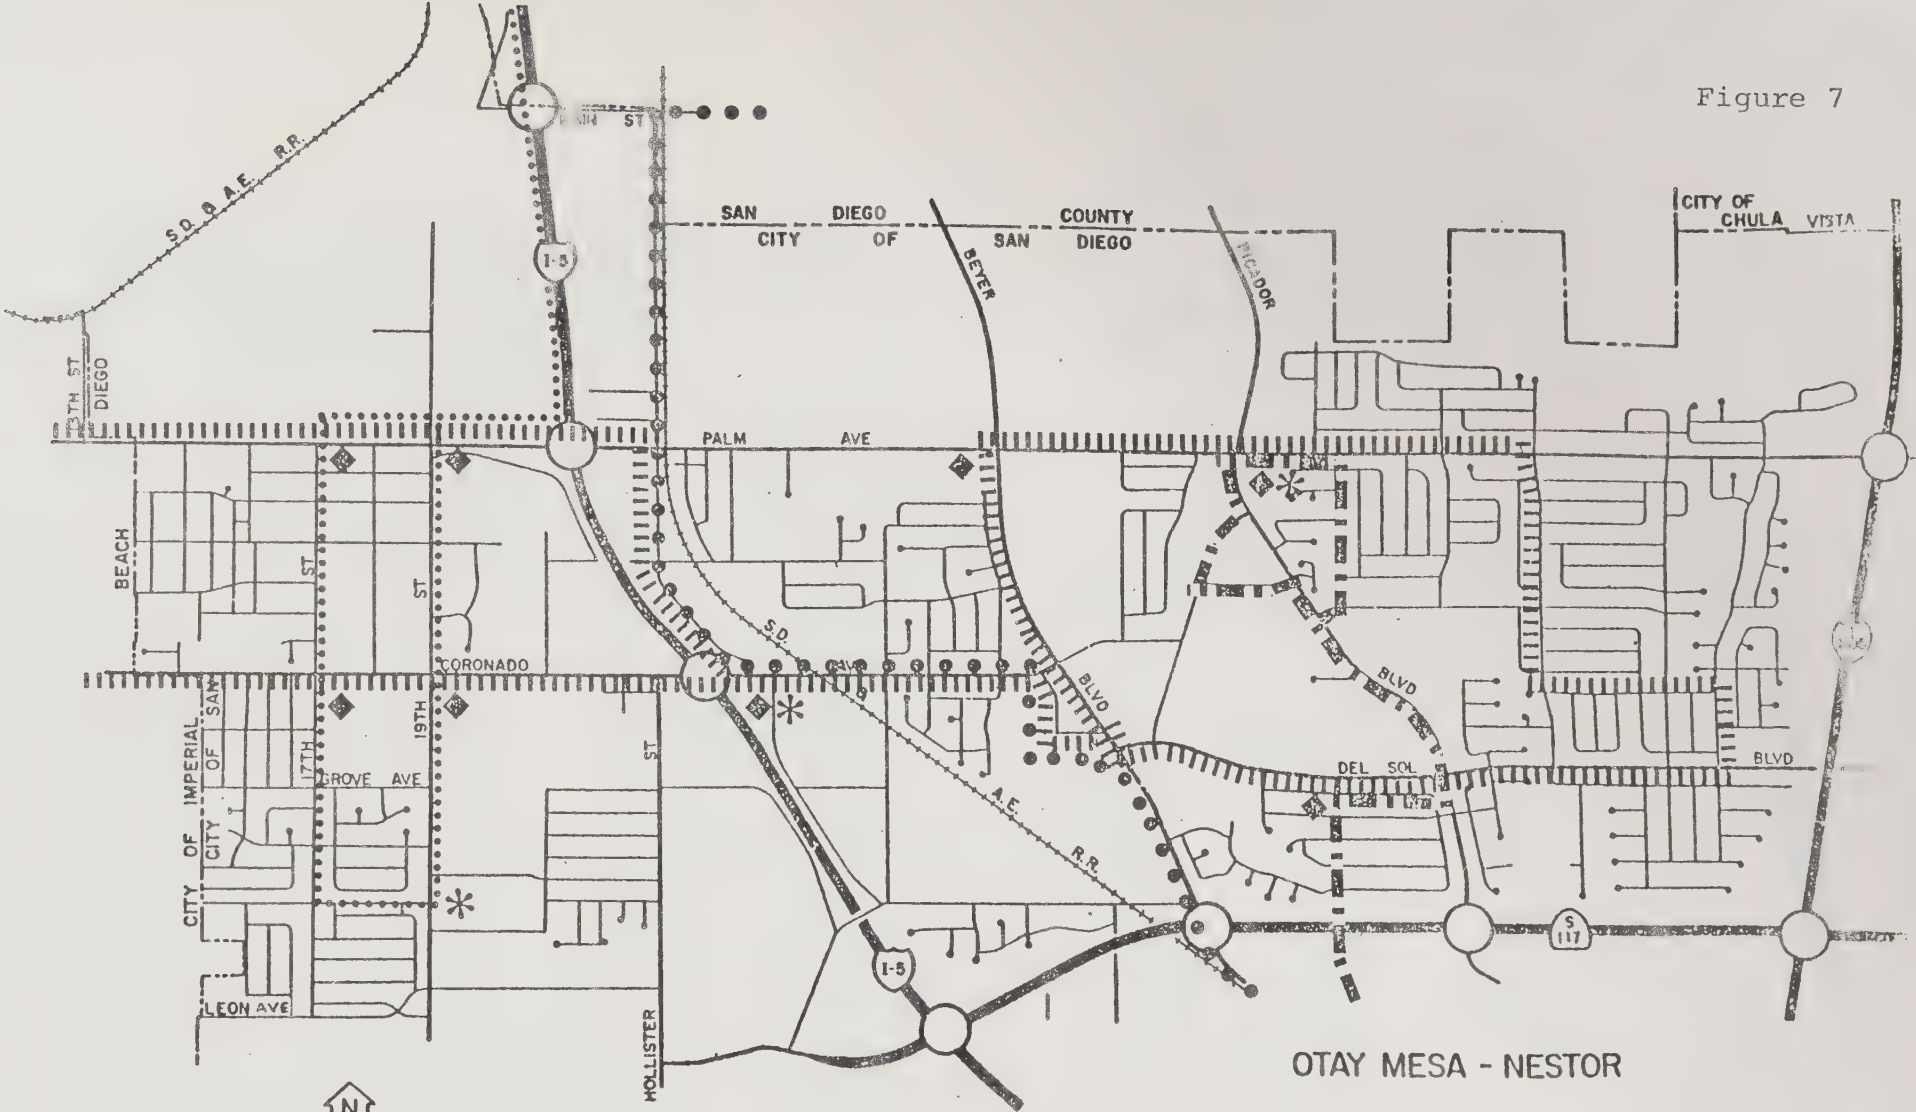 Figure 7
ST
S.D. & A.E. R.R.
SAN DIEGO COUNTY
CITY OF SAN DIEGO
CITY OF
CHULA VISTA
I-5
BEYER
PICADOR
13TH ST
DIEGO
PALM AVE
BEACH
ST
ST
S.D.
CORONADO AVE
&
BLVD
BLVD
CITY OF IMPERIAL
CITY OF SAN
17TH
19TH
ST
GROVE AVE
DEL SOL
BLVD
A.E.
R.R.
S
117
I-5
LEON AVE
HOLLISTER
OTAY MESA - NESTOR
N